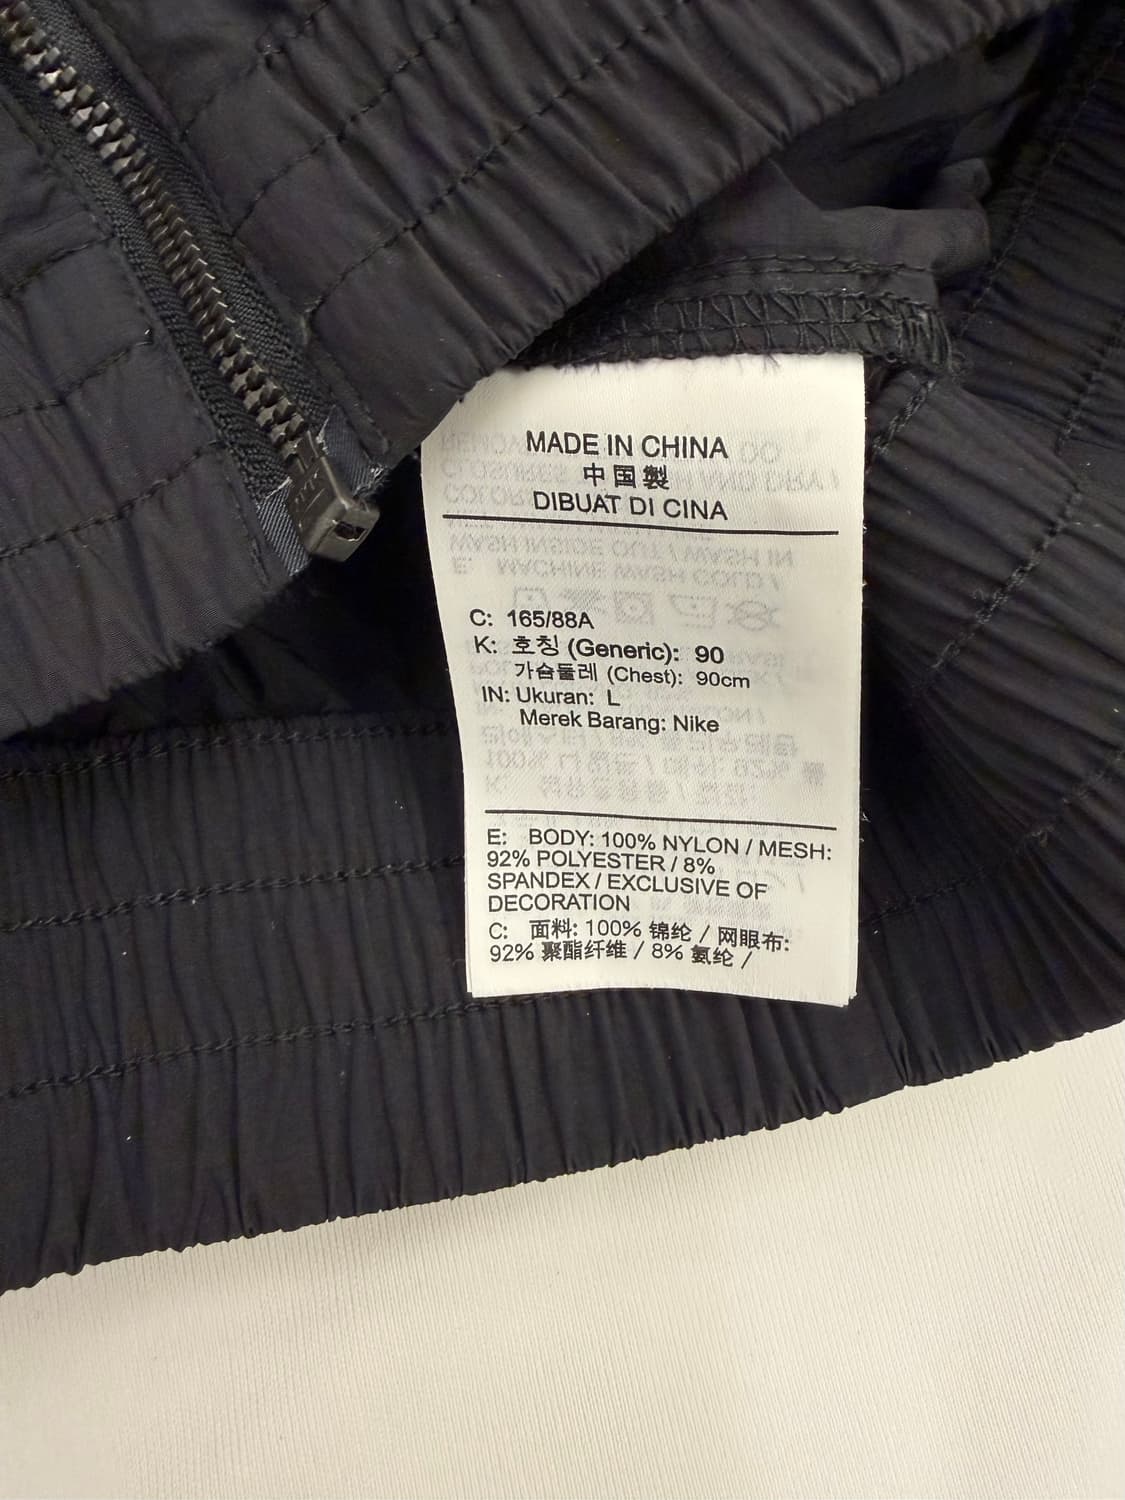 MADE IN CHINA
中国製
DIBUAT DI CINA
C: 165/88A
K: 호칭 (Generic): 90
가슴둘레 (Chest): 90cm
IN: Ukuran: L
Merek Barang: Nike
E: BODY: 100% NYLON / MESH:
92% POLYESTER / 8%
SPANDEX / EXCLUSIVE OF
DECORATION
C: 面料: 100% 锦纶 / 网眼布:
92% 聚酯纤维 / 8% 氨纶 /